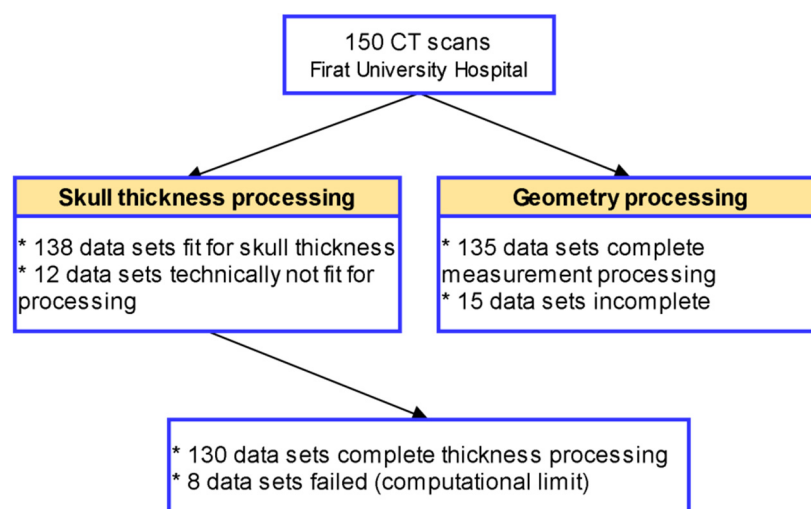 150 CT scans
Firat University Hospital
Skull thickness processing
* 138 data sets fit for skull thickness
* 12 data sets technically not fit for
processing
Geometry processing
* 135 data sets complete
measurement processing
* 15 data sets incomplete
* 130 data sets complete thickness processing
* 8 data sets failed (computational limit)